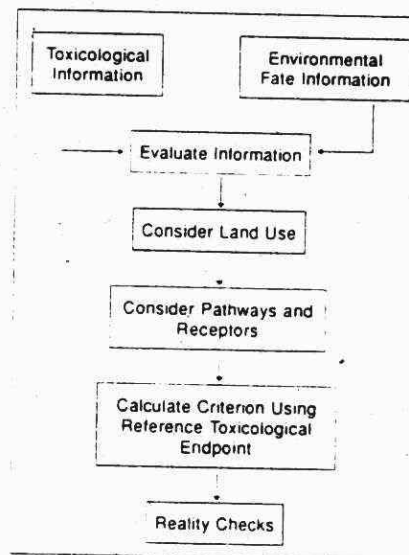 Toxicological
Information
Environmental
Fate Information
Evaluate Information
Consider Land Use
Consider Pathways and
Receptors
Calculate Criterion Using
Reference Toxicological
Endpoint
Reality Checks